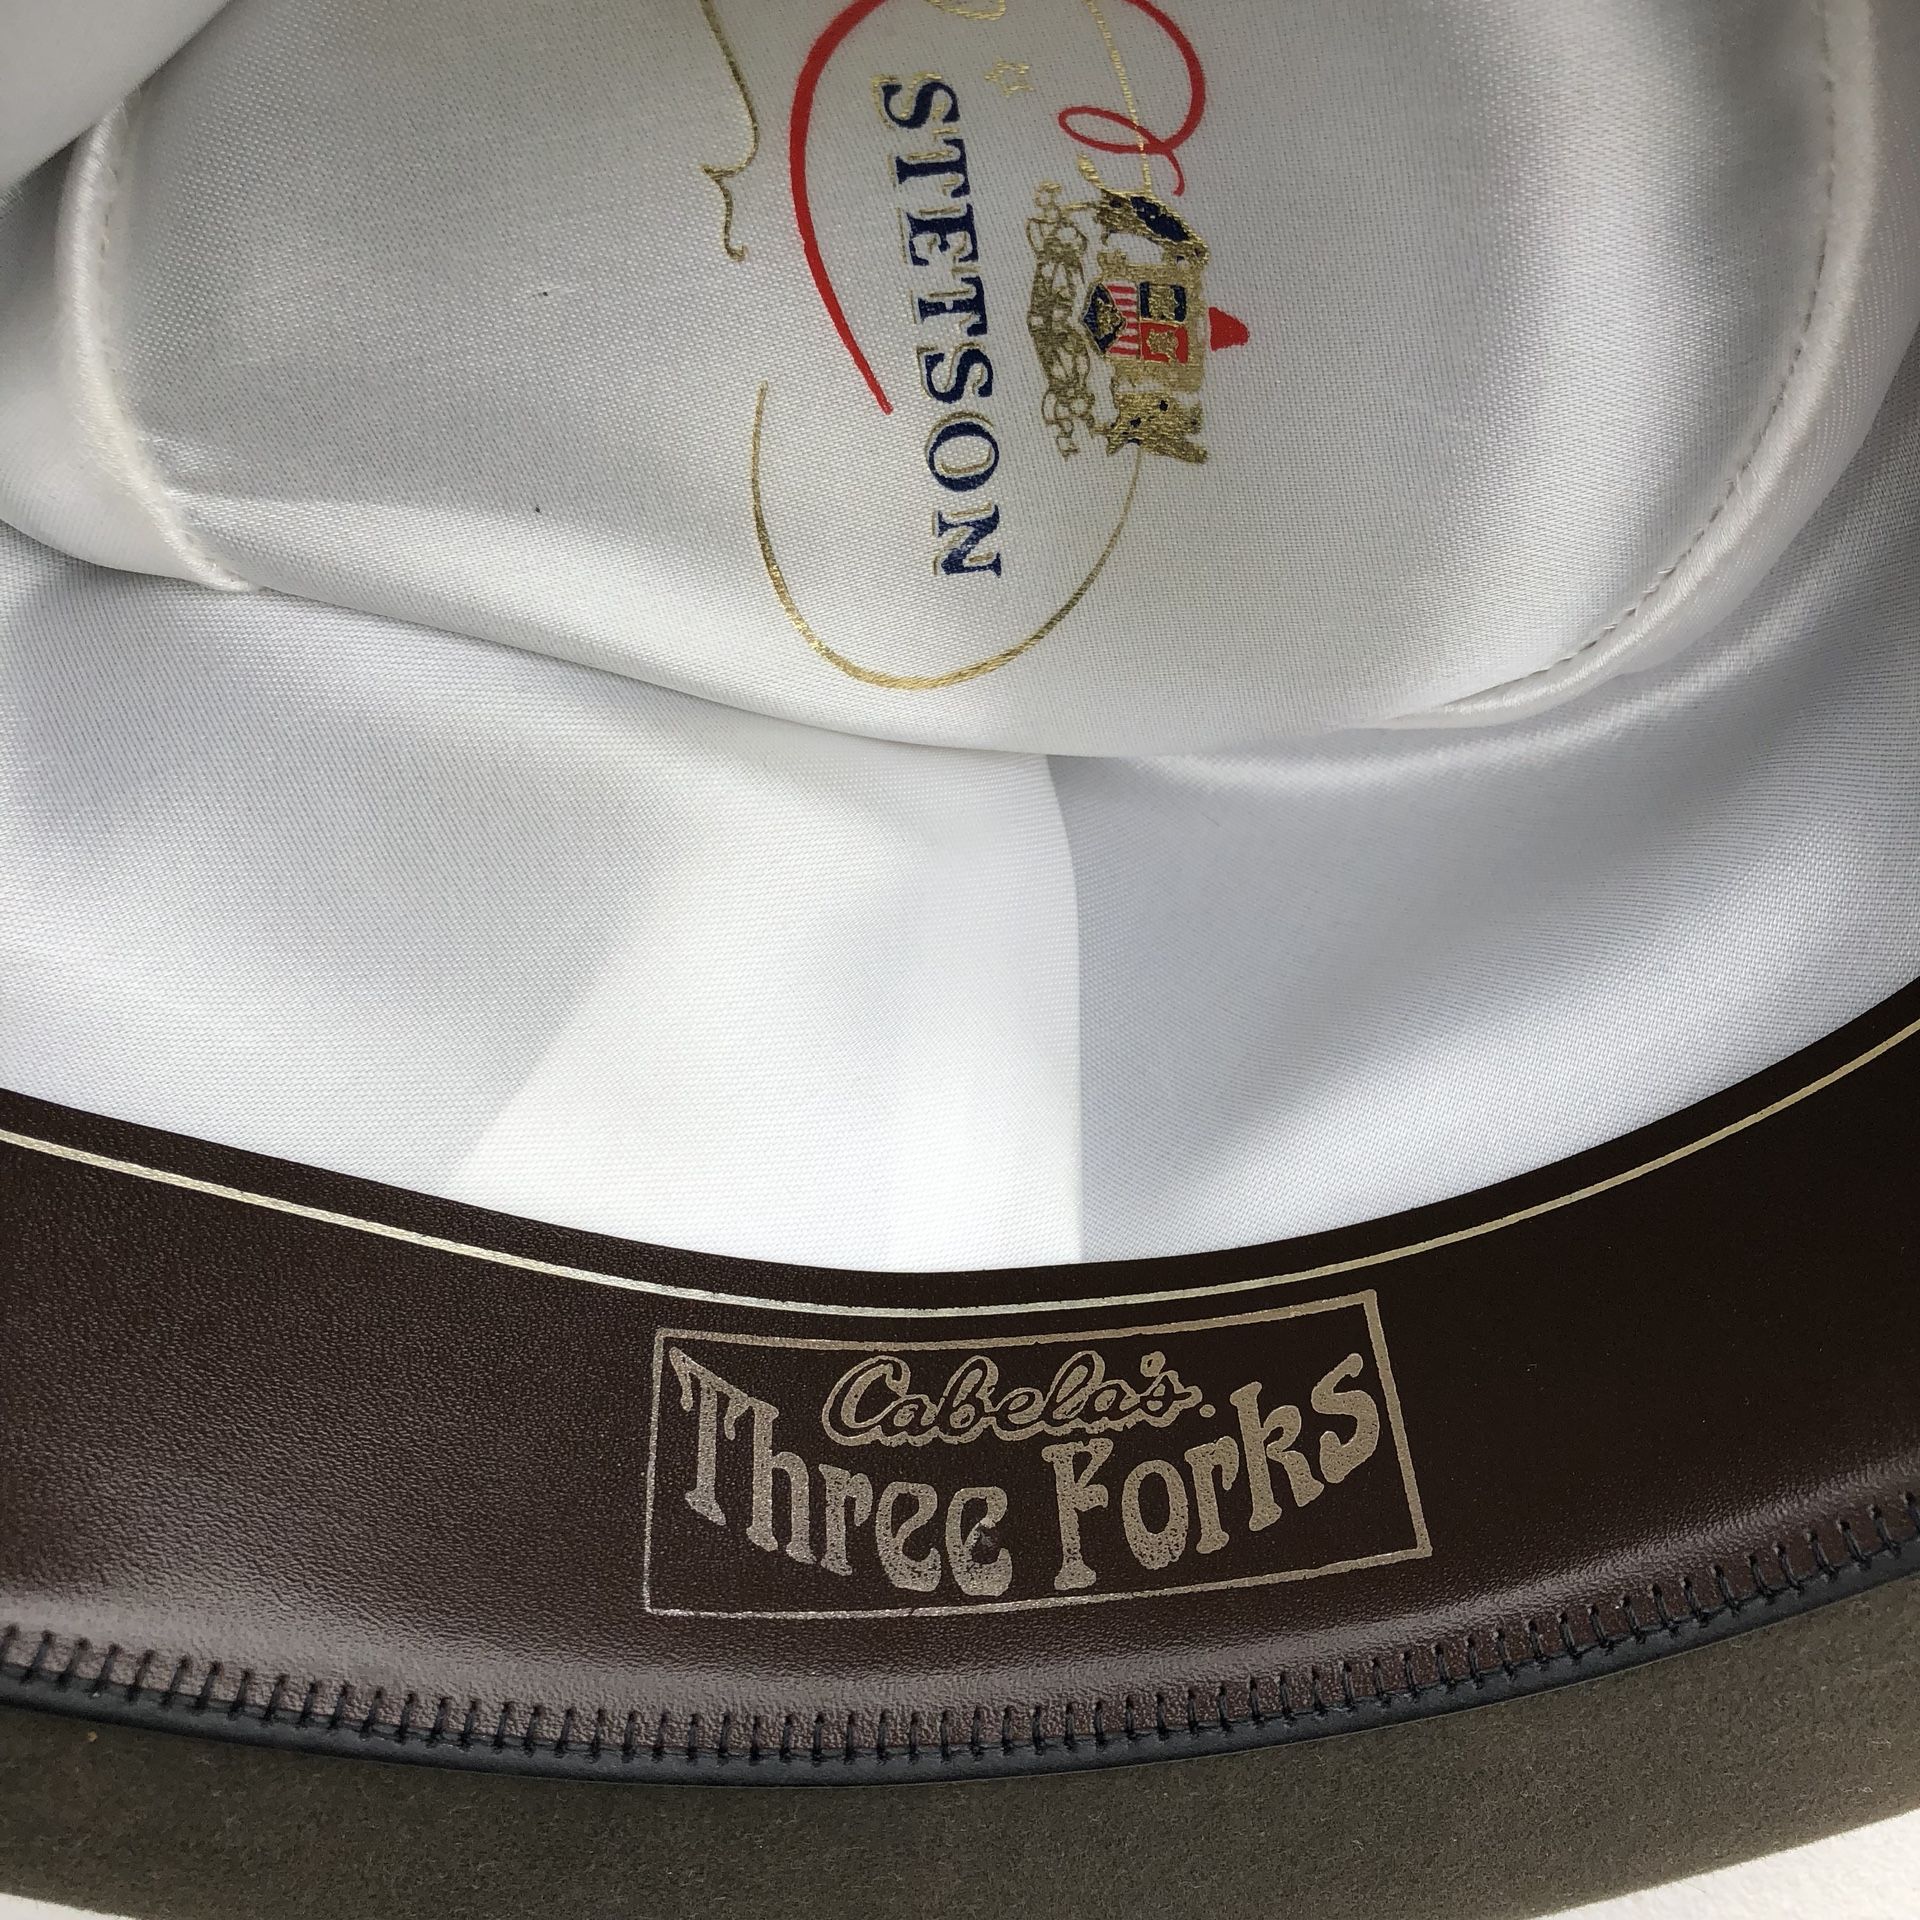 STETSON
Cabela's.
Three Forks